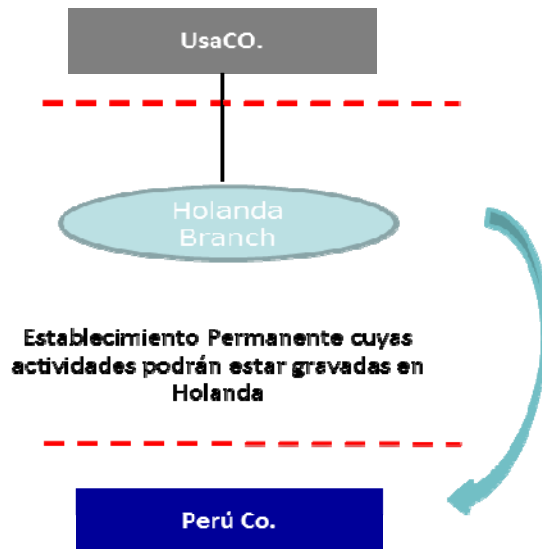 UsaCO.
Holanda
Branch
Establecimiento Permanente cuyas
actividades podrán estar gravadas en
Holanda
Perú Co.